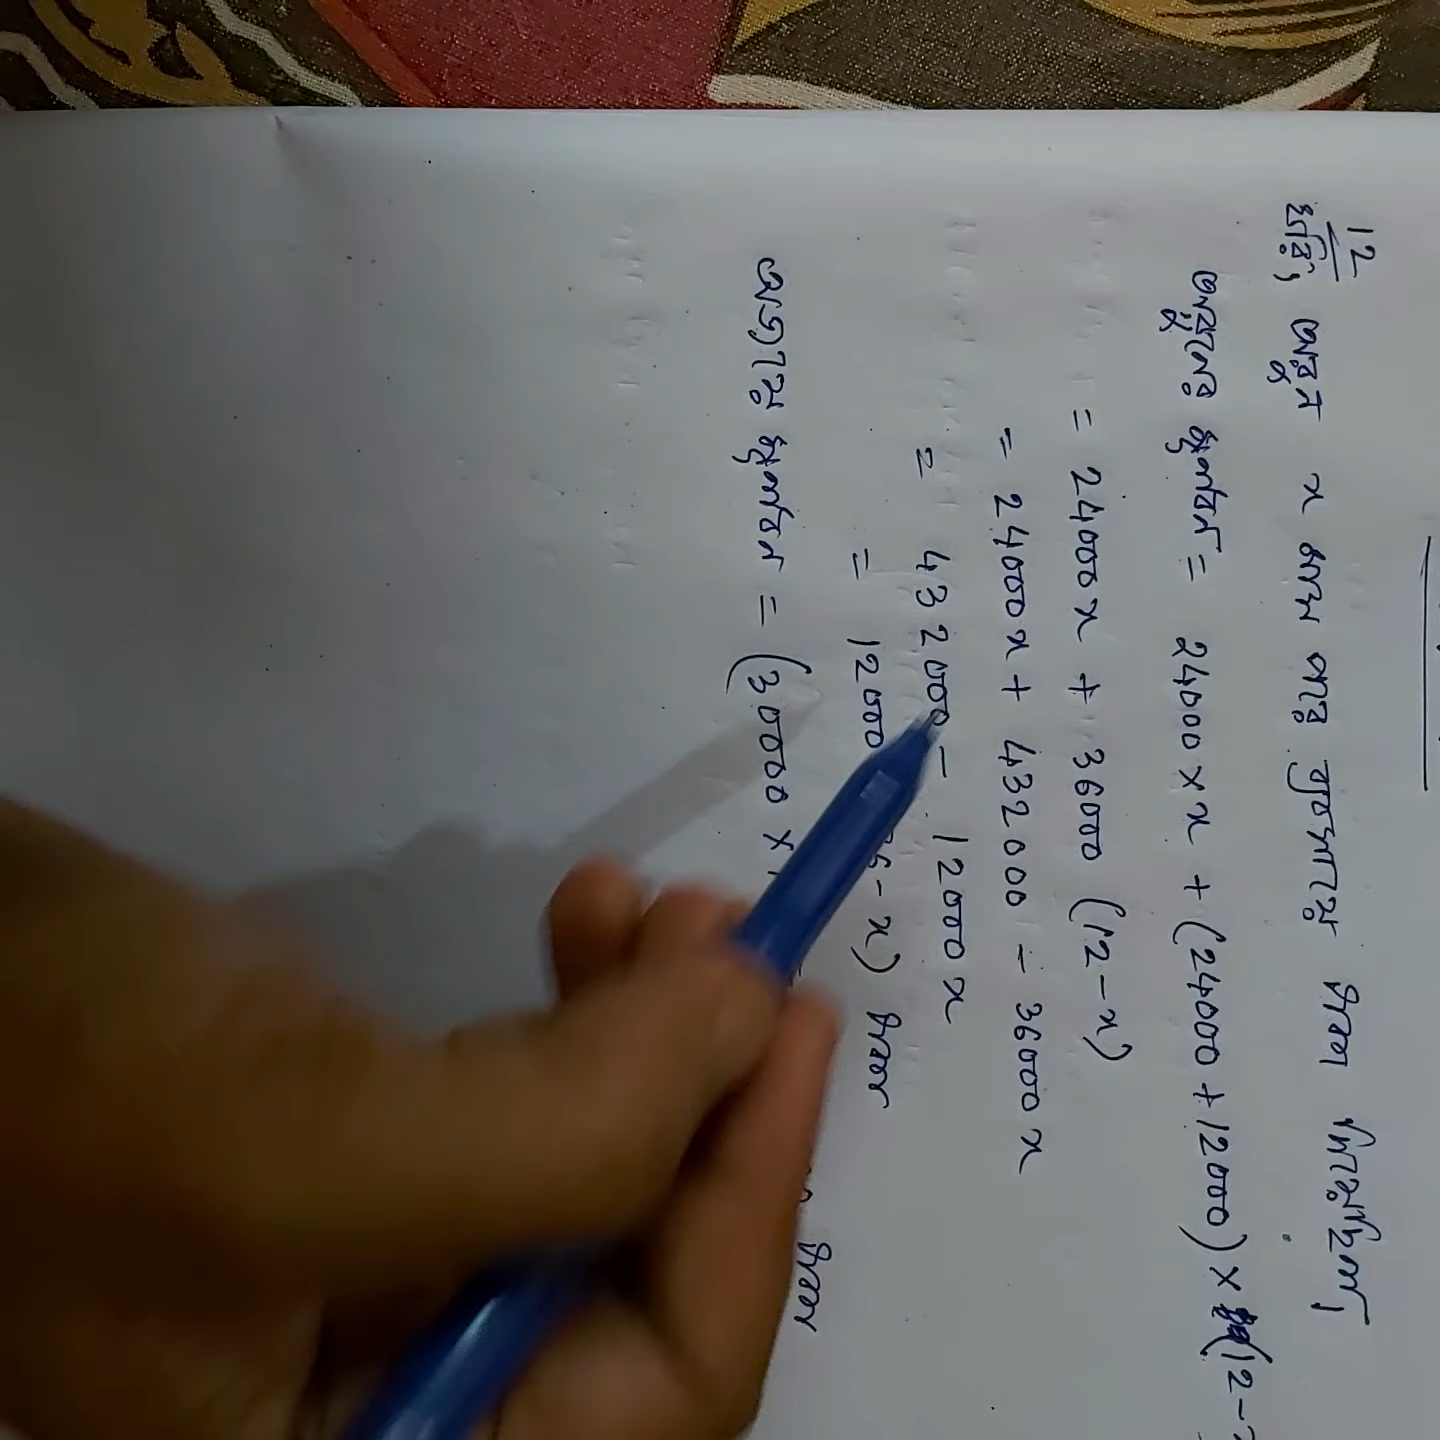 12
ধরি, অরুন x মাস পরে ব্যবসায় টাকা দিয়েছিল।
অরুনের মূলধন = 24000 × x + (24000 + 12000) × (12 -
= 24000x + 36000 (12 - x)
= 24000x + 432000 - 36000x
= 432000 - 12000x
= 12000 - x) টাকা
অজয়ের মূলধন = (30000 ×
টাকা